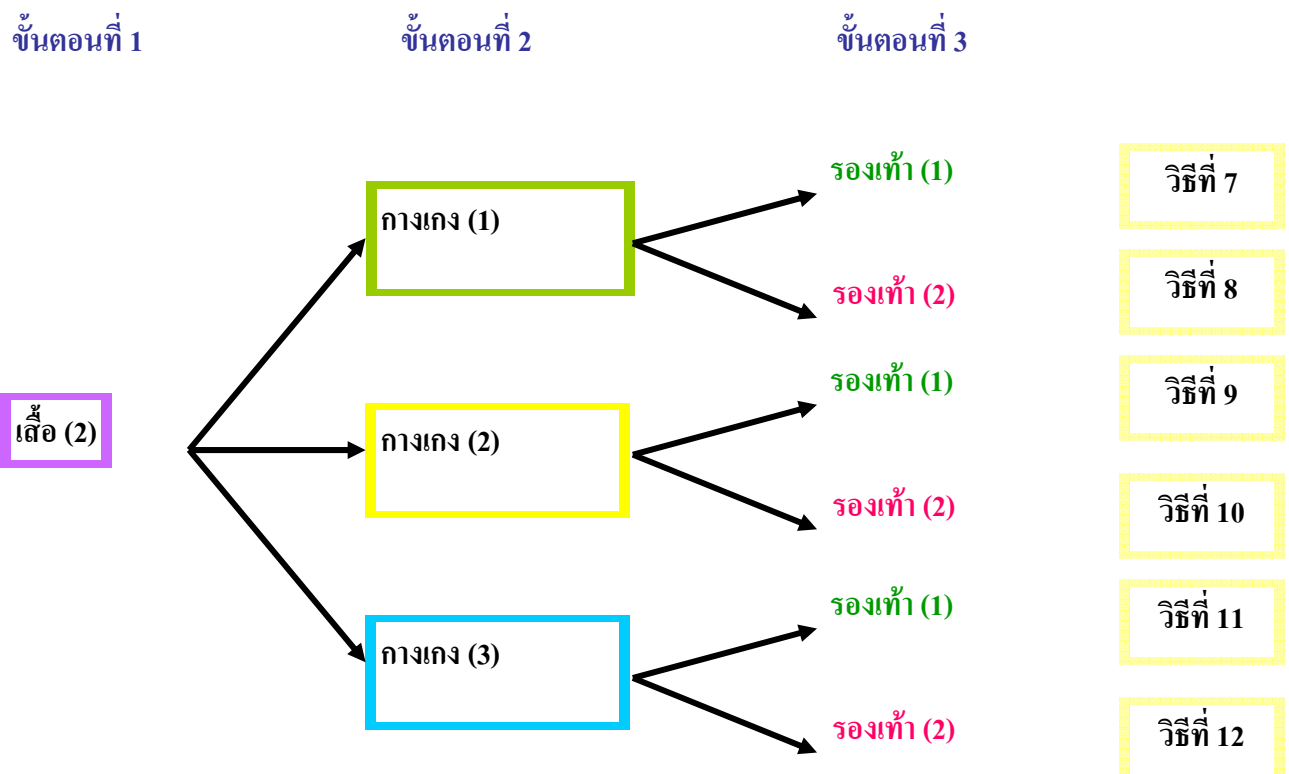 ขั้นตอนที่ 1 ขั้นตอนที่ 2 ขั้นตอนที่ 3
รองเท้า (1) วิธีที่ 7
กางเกง (1)
รองเท้า (2) วิธีที่ 8
รองเท้า (1) วิธีที่ 9
เสื้อ (2) กางเกง (2)
รองเท้า (2) วิธีที่ 10
รองเท้า (1) วิธีที่ 11
กางเกง (3)
รองเท้า (2) วิธีที่ 12